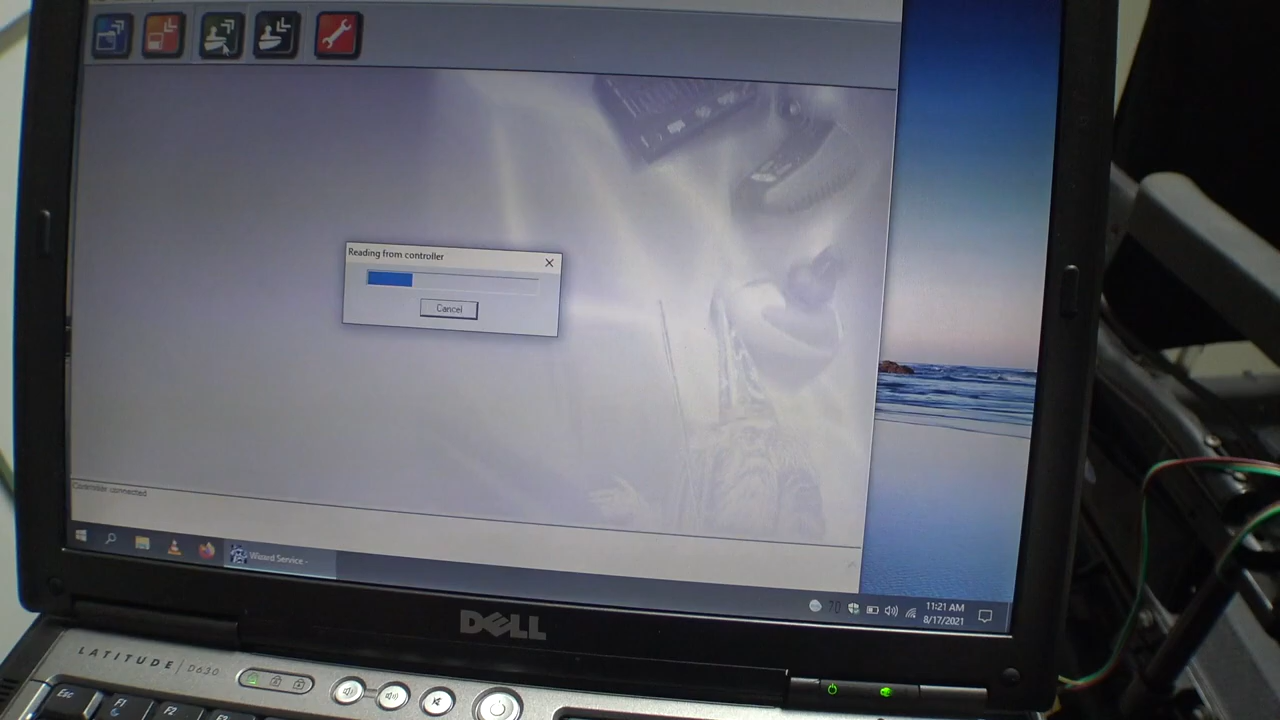 Reading from controller
Cancel
Controller connected
Wizard Service -
70
11:21 AM
8/17/2021
DELL
LATITUDE | D630
Esc
F1
F2